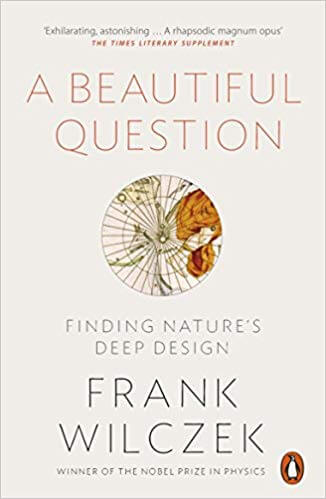 'Exhilarating, astonishing ... A rhapsodic magnum opus'
THE TIMES LITERARY SUPPLEMENT
A BEAUTIFUL
QUESTION
FINDING NATURE'S
DEEP DESIGN
FRANK
WILCZEK
WINNER OF THE NOBEL PRIZE IN PHYSICS